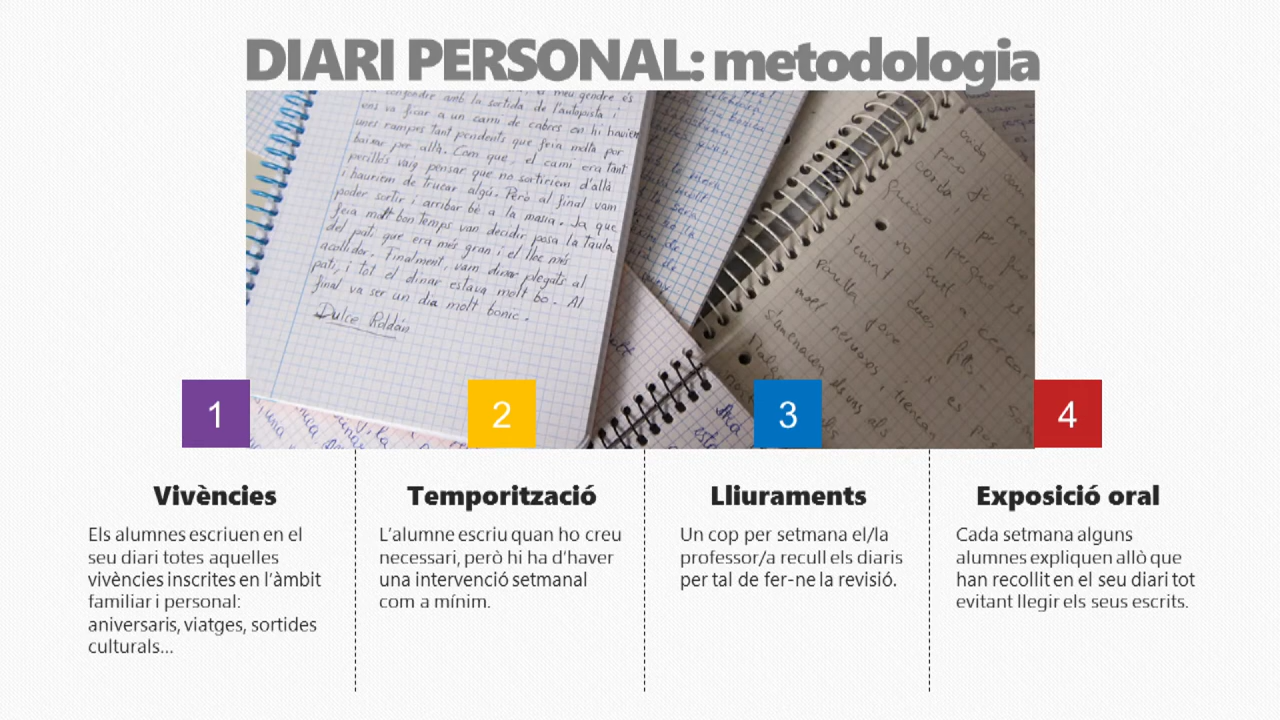 DIARI PERSONAL: metodologia
meu gendre és
amb la sortida de l'autopista i
ens va ficar a un camí de cabres on hi havien
unes rampes tant pendents que feia molta por
baixar per allà. Com que, el camí era tant
perillós vaig pensar que no sortiríem d'allà
i hauríem de trucar algú. Però al final vam
poder sortir i arribar bé a la masia. Ja que
feia molt bon temps van decidir posa la taula
del pati, que era més gran i el lloc més
acollidor. Finalment, vam dinar plegats al
pati, i tot el dinar estava molt bo. Al
final va ser un dia molt bonic.
Dulce Roldán
1
2
3
4
Vivències
Els alumnes escriuen en el
seu diari totes aquelles
vivències inscrites en l'àmbit
familiar i personal:
aniversaris, viatges, sortides
culturals...
Temporització
L'alumne escriu quan ho creu
necessari, però hi ha d'haver
una intervenció setmanal
com a mínim.
Lliuraments
Un cop per setmana el/la
professor/a recull els diaris
per tal de fer-ne la revisió.
Exposició oral
Cada setmana alguns
alumnes expliquen allò que
han recollit en el seu diari tot
evitant llegir els seus escrits.